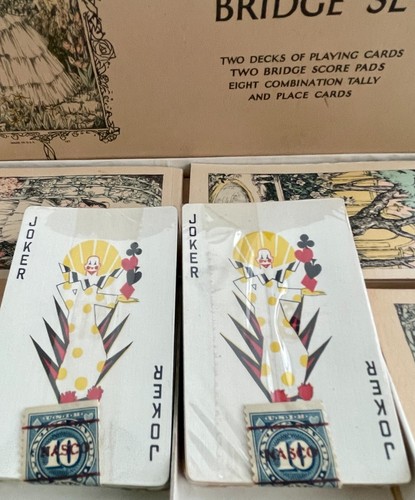 BRIDGE SE
TWO DECKS OF PLAYING CARDS
TWO BRIDGE SCORE PADS
EIGHT COMBINATION TALLY
AND PLACE CARDS
JOKER
JOKER
JOKER
JOKER
10
NASCO
10
NASCO